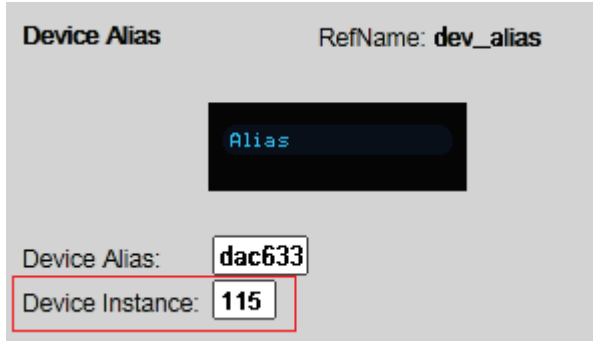 Device Alias RefName: dev_alias
Alias
Device Alias: dac633
Device Instance: 115